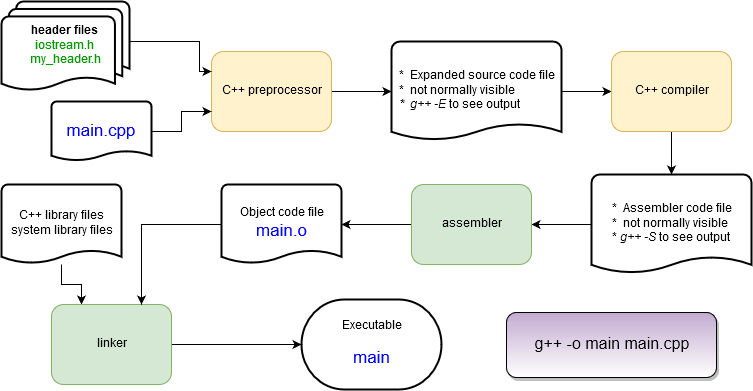 header files
iostream.h
my_header.h
main.cpp
C++ preprocessor
* Expanded source code file
* not normally visible
* g++ -E to see output
C++ compiler
C++ library files
system library files
Object code file
main.o
assembler
* Assembler code file
* not normally visible
* g++ -S to see output
linker
Executable
main
g++ -o main main.cpp